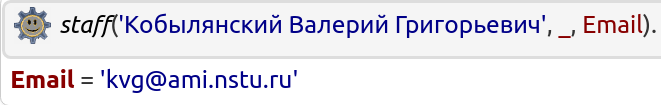 staff('Кобылянский Валерий Григорьевич', _, Email).
Email = 'kvg@ami.nstu.ru'